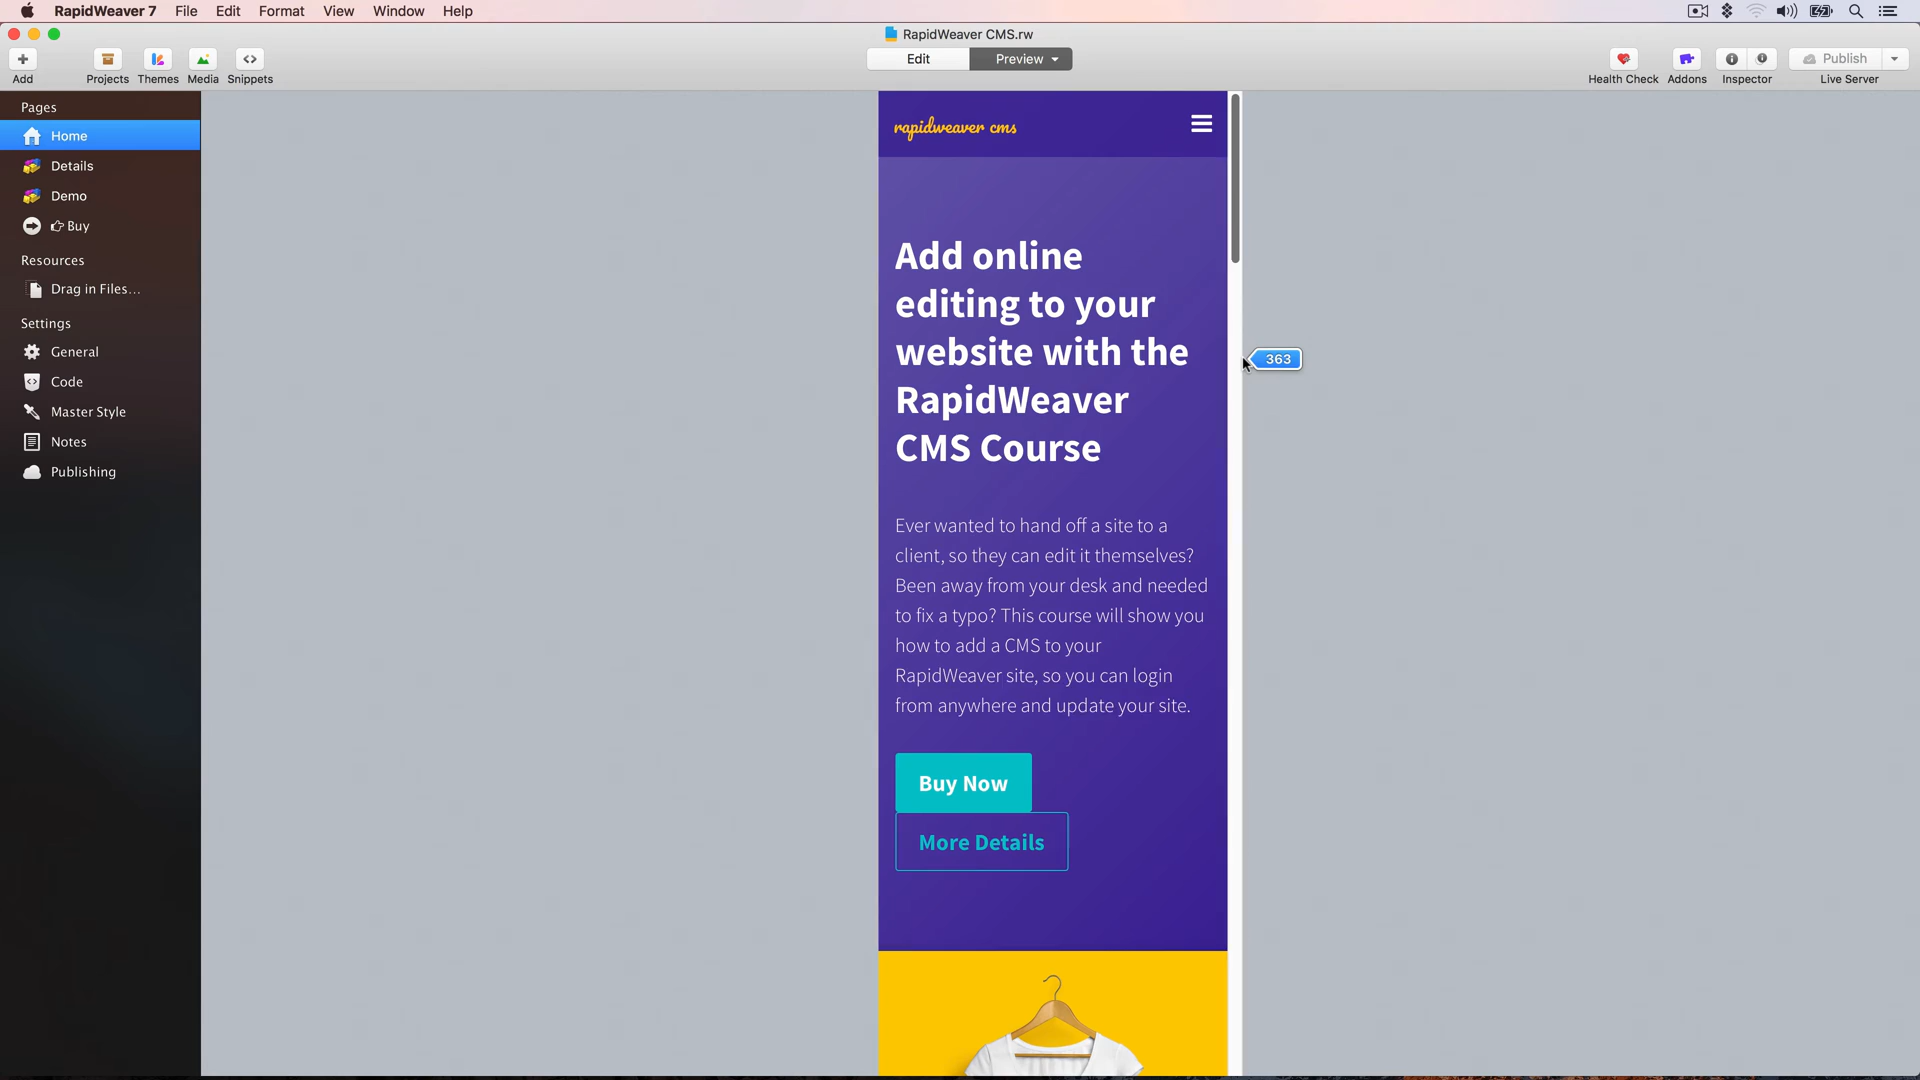 RapidWeaver 7 File Edit Format View Window Help
RapidWeaver CMS.rw
Edit Preview
Add Projects Themes Media Snippets
Publish
Health Check Addons Inspector Live Server
Pages
Home
Details
Demo
Buy
Resources
Drag in Files...
Settings
General
Code
Master Style
Notes
Publishing
rapidweaver cms
Add online
editing to your
website with the
RapidWeaver
CMS Course
363
Ever wanted to hand off a site to a
client, so they can edit it themselves?
Been away from your desk and needed
to fix a typo? This course will show you
how to add a CMS to your
RapidWeaver site, so you can login
from anywhere and update your site.
Buy Now
More Details